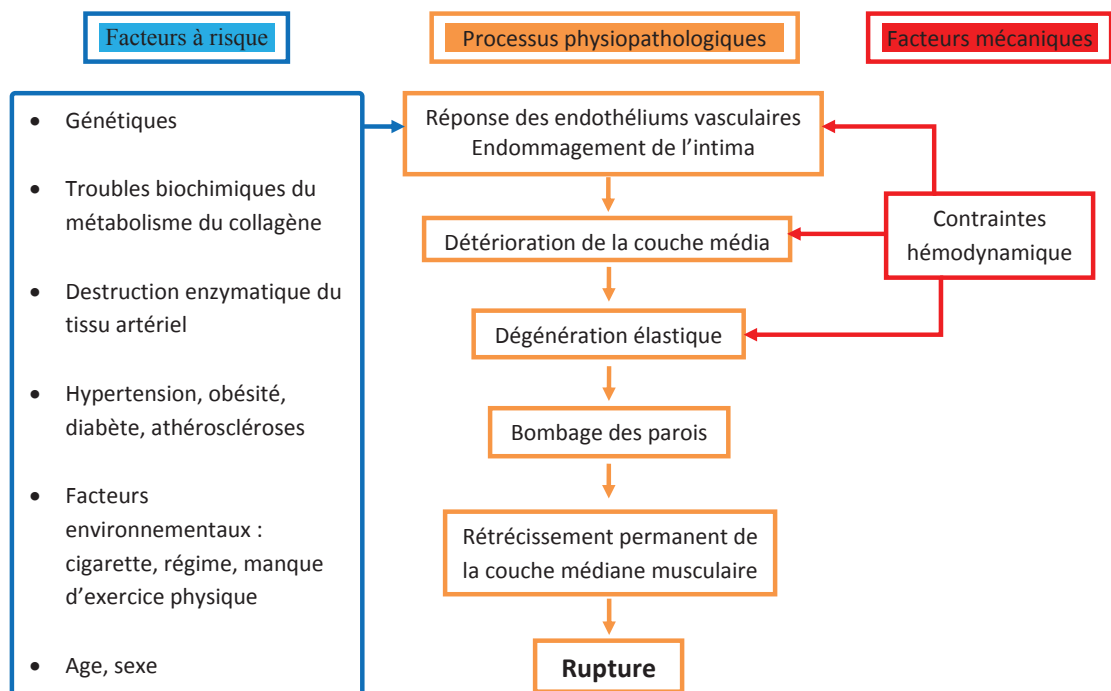 Facteurs à risque
Processus physiopathologiques
Facteurs mécaniques
• Génétiques
• Troubles biochimiques du
métabolisme du collagène
• Destruction enzymatique du
tissu artériel
• Hypertension, obésité,
diabète, athéroscléroses
• Facteurs
environnementaux :
cigarette, régime, manque
d’exercice physique
• Age, sexe
Réponse des endothéliums vasculaires
Endommagement de l’intima
Détérioration de la couche média
Dégénération élastique
Bombage des parois
Rétrécissement permanent de
la couche médiane musculaire
Rupture
Contraintes
hémodynamique